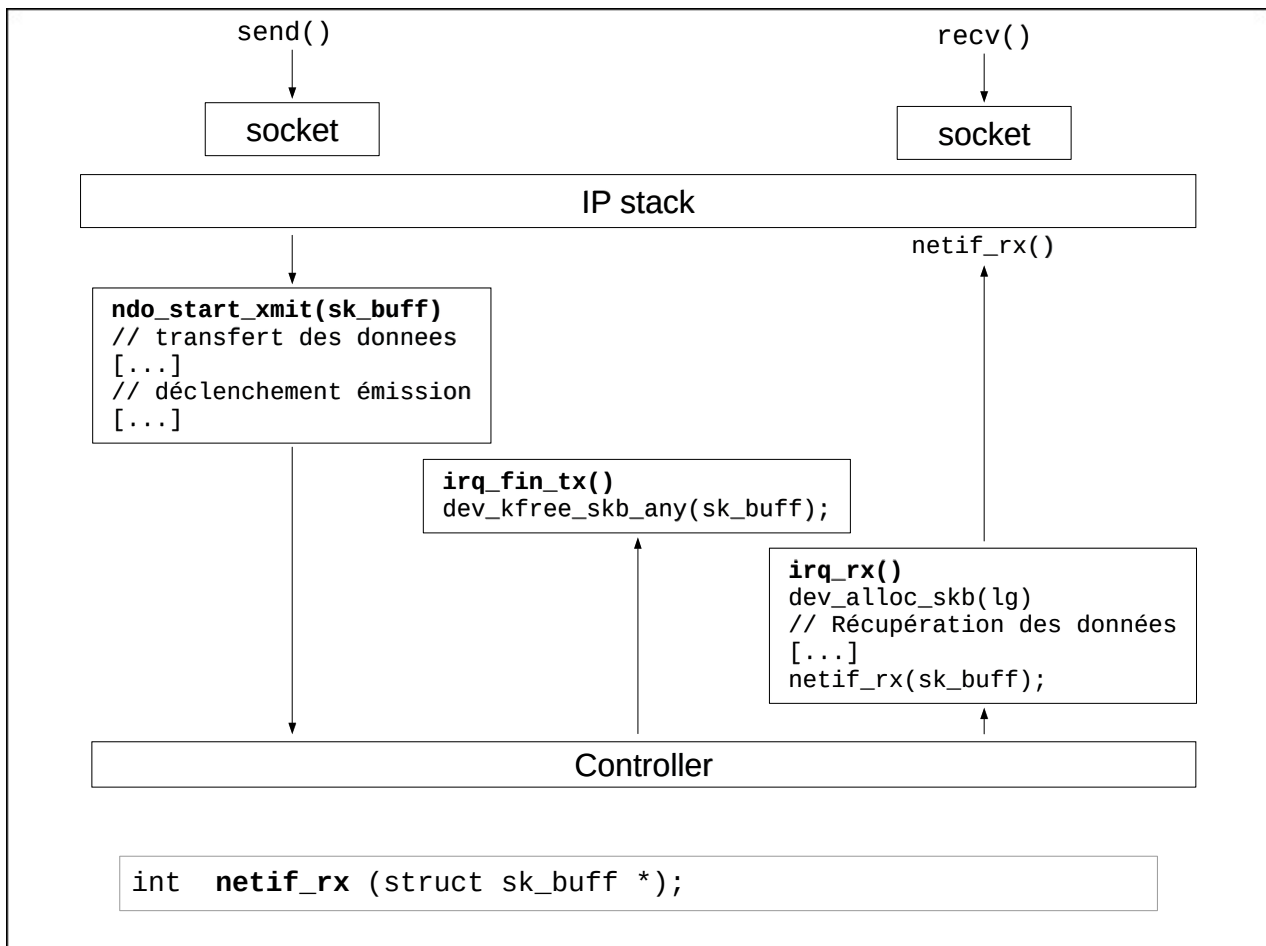 send()
recv()
socket
socket
IP stack
netif_rx()
ndo_start_xmit(sk_buff)
// transfert des donnees
[...]
// déclenchement émission
[...]
irq_fin_tx()
dev_kfree_skb_any(sk_buff);
irq_rx()
dev_alloc_skb(lg)
// Récupération des données
[...]
netif_rx(sk_buff);
Controller
int netif_rx (struct sk_buff *);